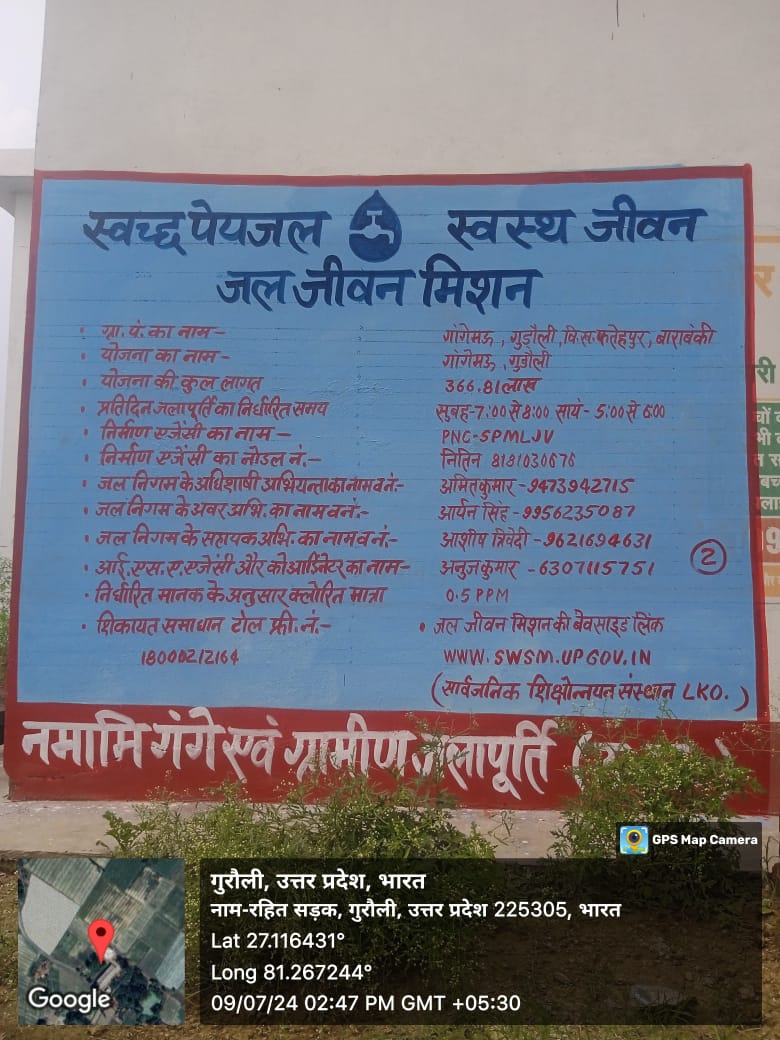 स्वच्छ पेयजल स्वस्थ जीवन
जल जीवन मिशन
• ग्रा.पं. का नाम- गांगेमऊ, गुड़ौली, वि.स. फतेहपुर, बाराबंकी
• योजना का नाम- गांगेमऊ, गुडौली
• योजना की कुल लागत 366.81 लाख
• प्रतिदिन जलापूर्ति का निर्धारित समय सुबह-7:00 से 8:00 सायं-5:00 से 6:00
• निर्माण एजेंसी का नाम- PNC-SPMLJV
• निर्माण एजेंसी का नोडल नं.- नितिन 8181030676
• जल निगम के अधिशाषी अभियन्ता का नाम व नं.- अमित कुमार-9473942715
• जल निगम के अवर अभि. का नाम व नं.- आर्यन सिंह-9956235087
• जल निगम के सहायक अभि. का नाम व नं.- आशीष त्रिवेदी-9621694631
• आई.एस.ए. एजेंसी और कोआर्डिनेटर का नाम- अनुज कुमार-6307115751
2
• निर्धारित मानक के अनुसार क्लोरिन मात्रा 0.5 PPM
• शिकायत समाधान टोल फ्री. नं.-
18000212164
• जल जीवन मिशन की बेवसाइड लिंक
WWW.SWSM.UPGOV.IN
(सार्वजनिक शिक्षोन्नयन संस्थान LKO.)
नमामि गंगे एवं ग्रामीण जलापूर्ति
GPS Map Camera
गुरौली, उत्तर प्रदेश, भारत
नाम-रहित सड़क, गुरौली, उत्तर प्रदेश 225305, भारत
Lat 27.116431°
Long 81.267244°
09/07/24 02:47 PM GMT +05:30
Google